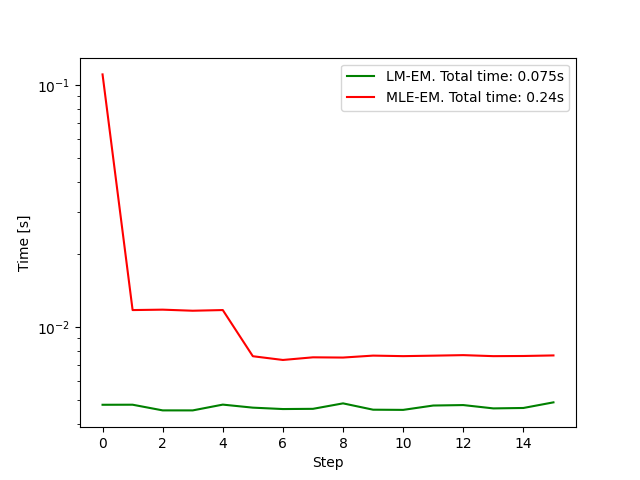 LM-EM. Total time: 0.075s
MLE-EM. Total time: 0.24s
10⁻¹
10⁻²
Time [s]
0 2 4 6 8 10 12 14
Step